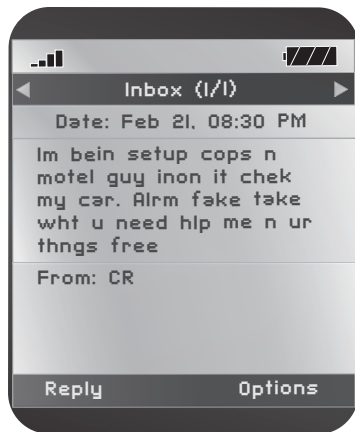 Inbox (1/1)
Date: Feb 21, 08:30 PM
Im bein setup cops n
motel guy inon it chek
my car. Alrm fake take
wht u need hlp me n ur
thngs free
From: CR
Reply Options